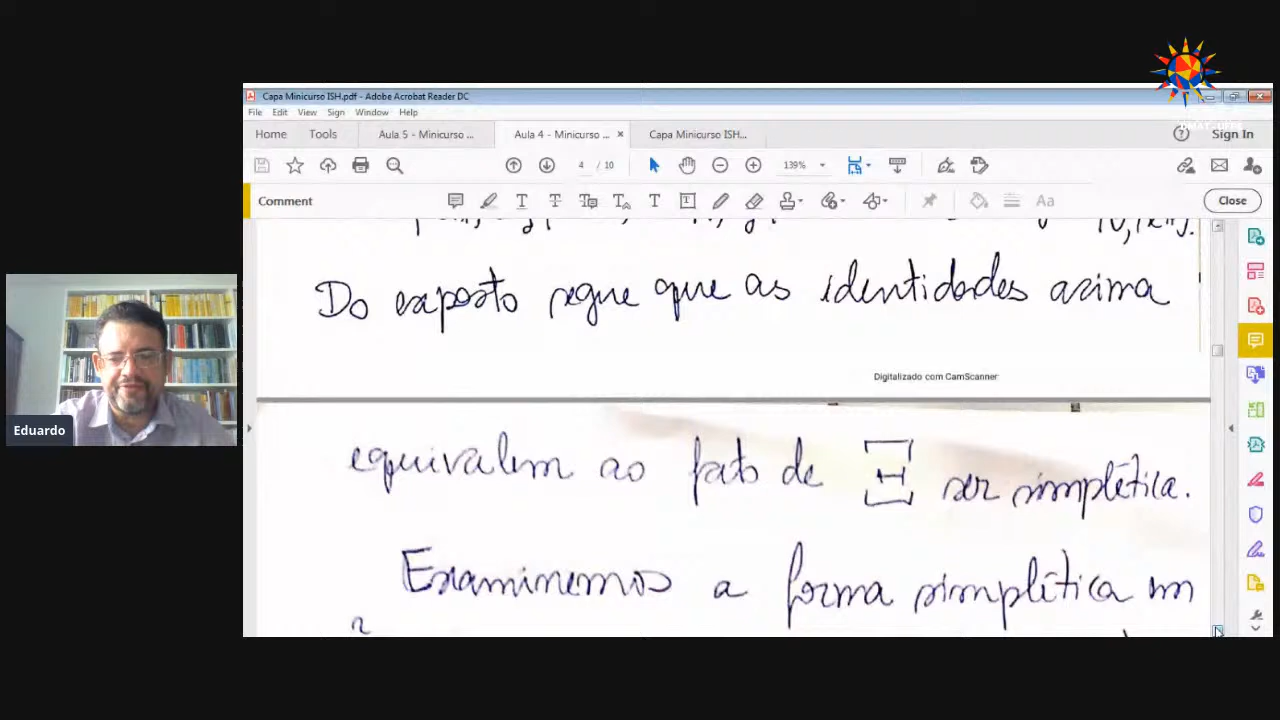 Capa Minicurso ISH.pdf - Adobe Acrobat Reader DC
File Edit View Sign Window Help
Home Tools Aula 5 - Minicurso ... Aula 4 - Minicurso ... × Capa Minicurso ISH... Sign In
4 / 10 139%
Comment Close
Do exposto segue que as identidades acima
Digitalizado com CamScanner
equivalem ao fato de Ξ ser simplética.
Examinemos a forma simplética em
Eduardo